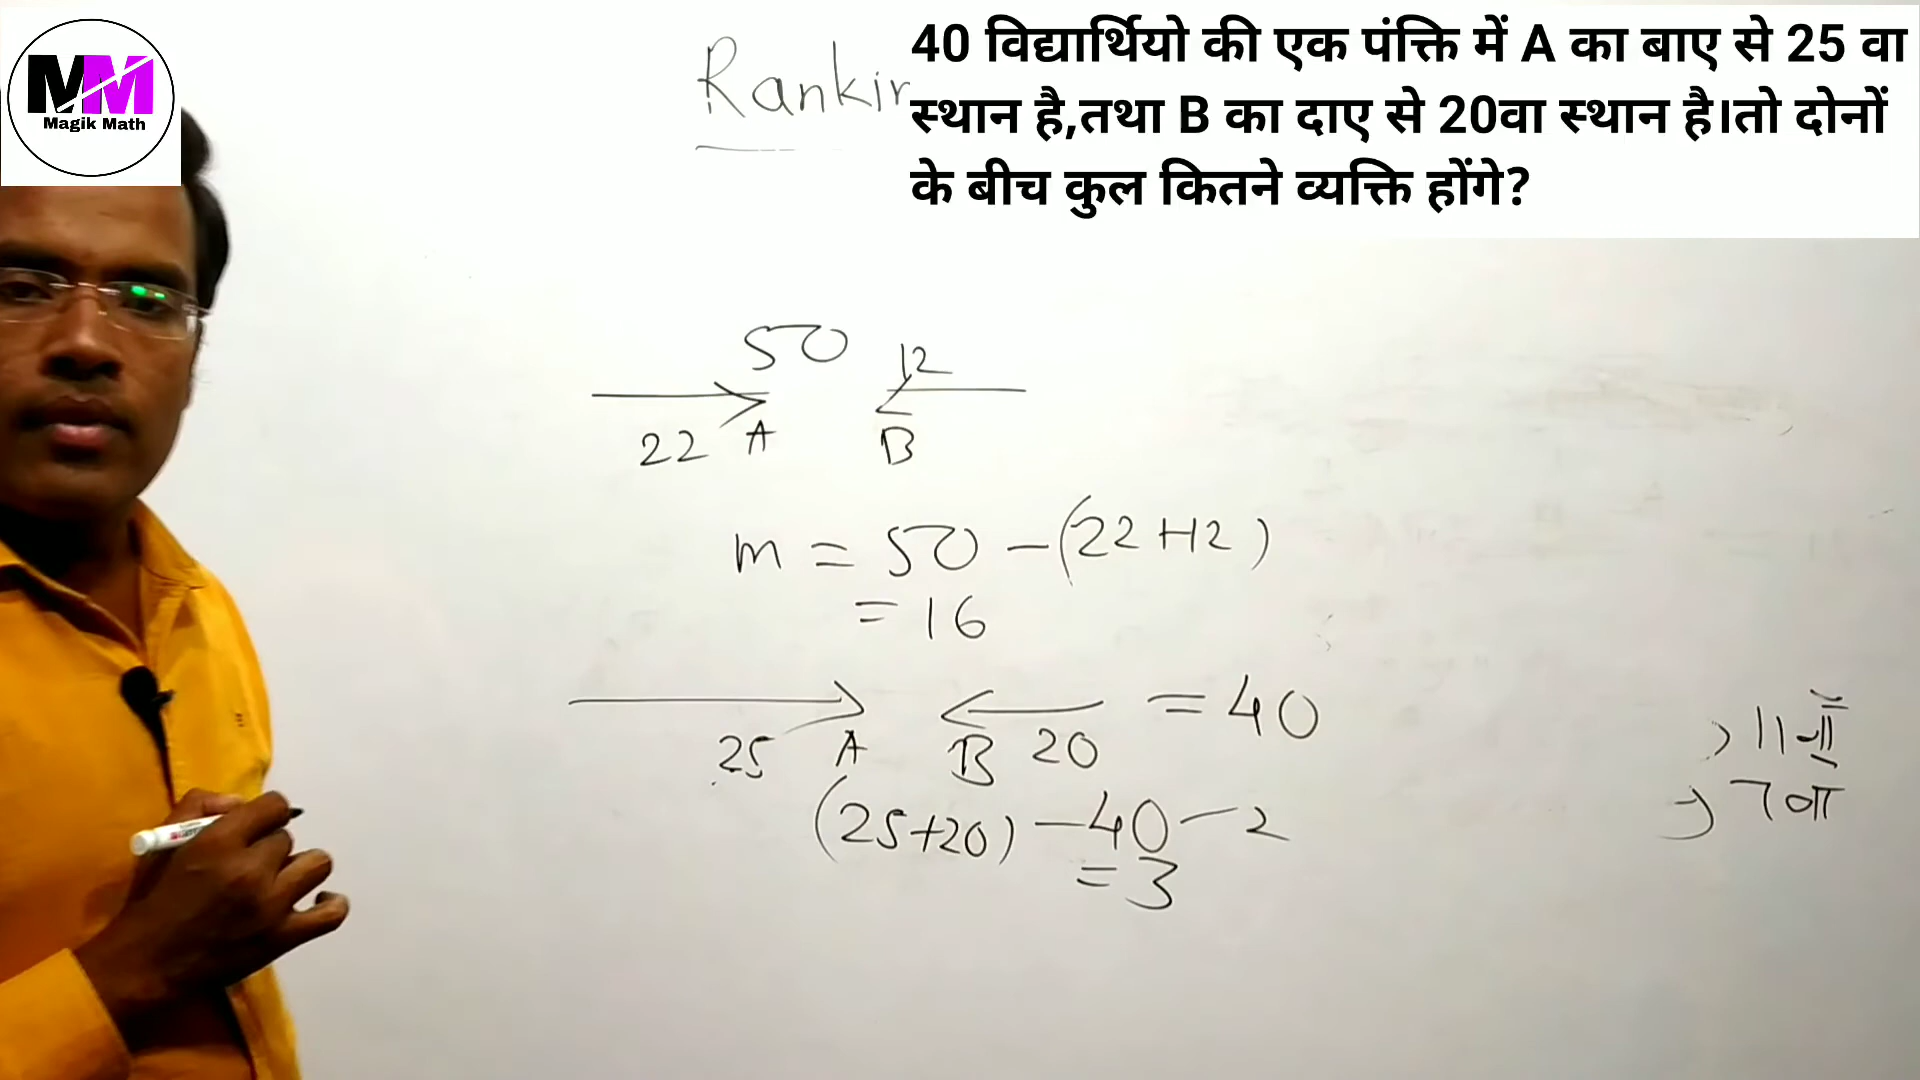 MM
Magik Math
40 विद्यार्थियो की एक पंक्ति में A का बाए से 25 वा
स्थान है,तथा B का दाए से 20वा स्थान है।तो दोनों
के बीच कुल कितने व्यक्ति होंगे?
Rankin
50 12
22 A B
m = 50 - (22+12)
= 16
= 40
25 A B 20
(25+20) - 40 - 2
= 3
11वाँ
7वा